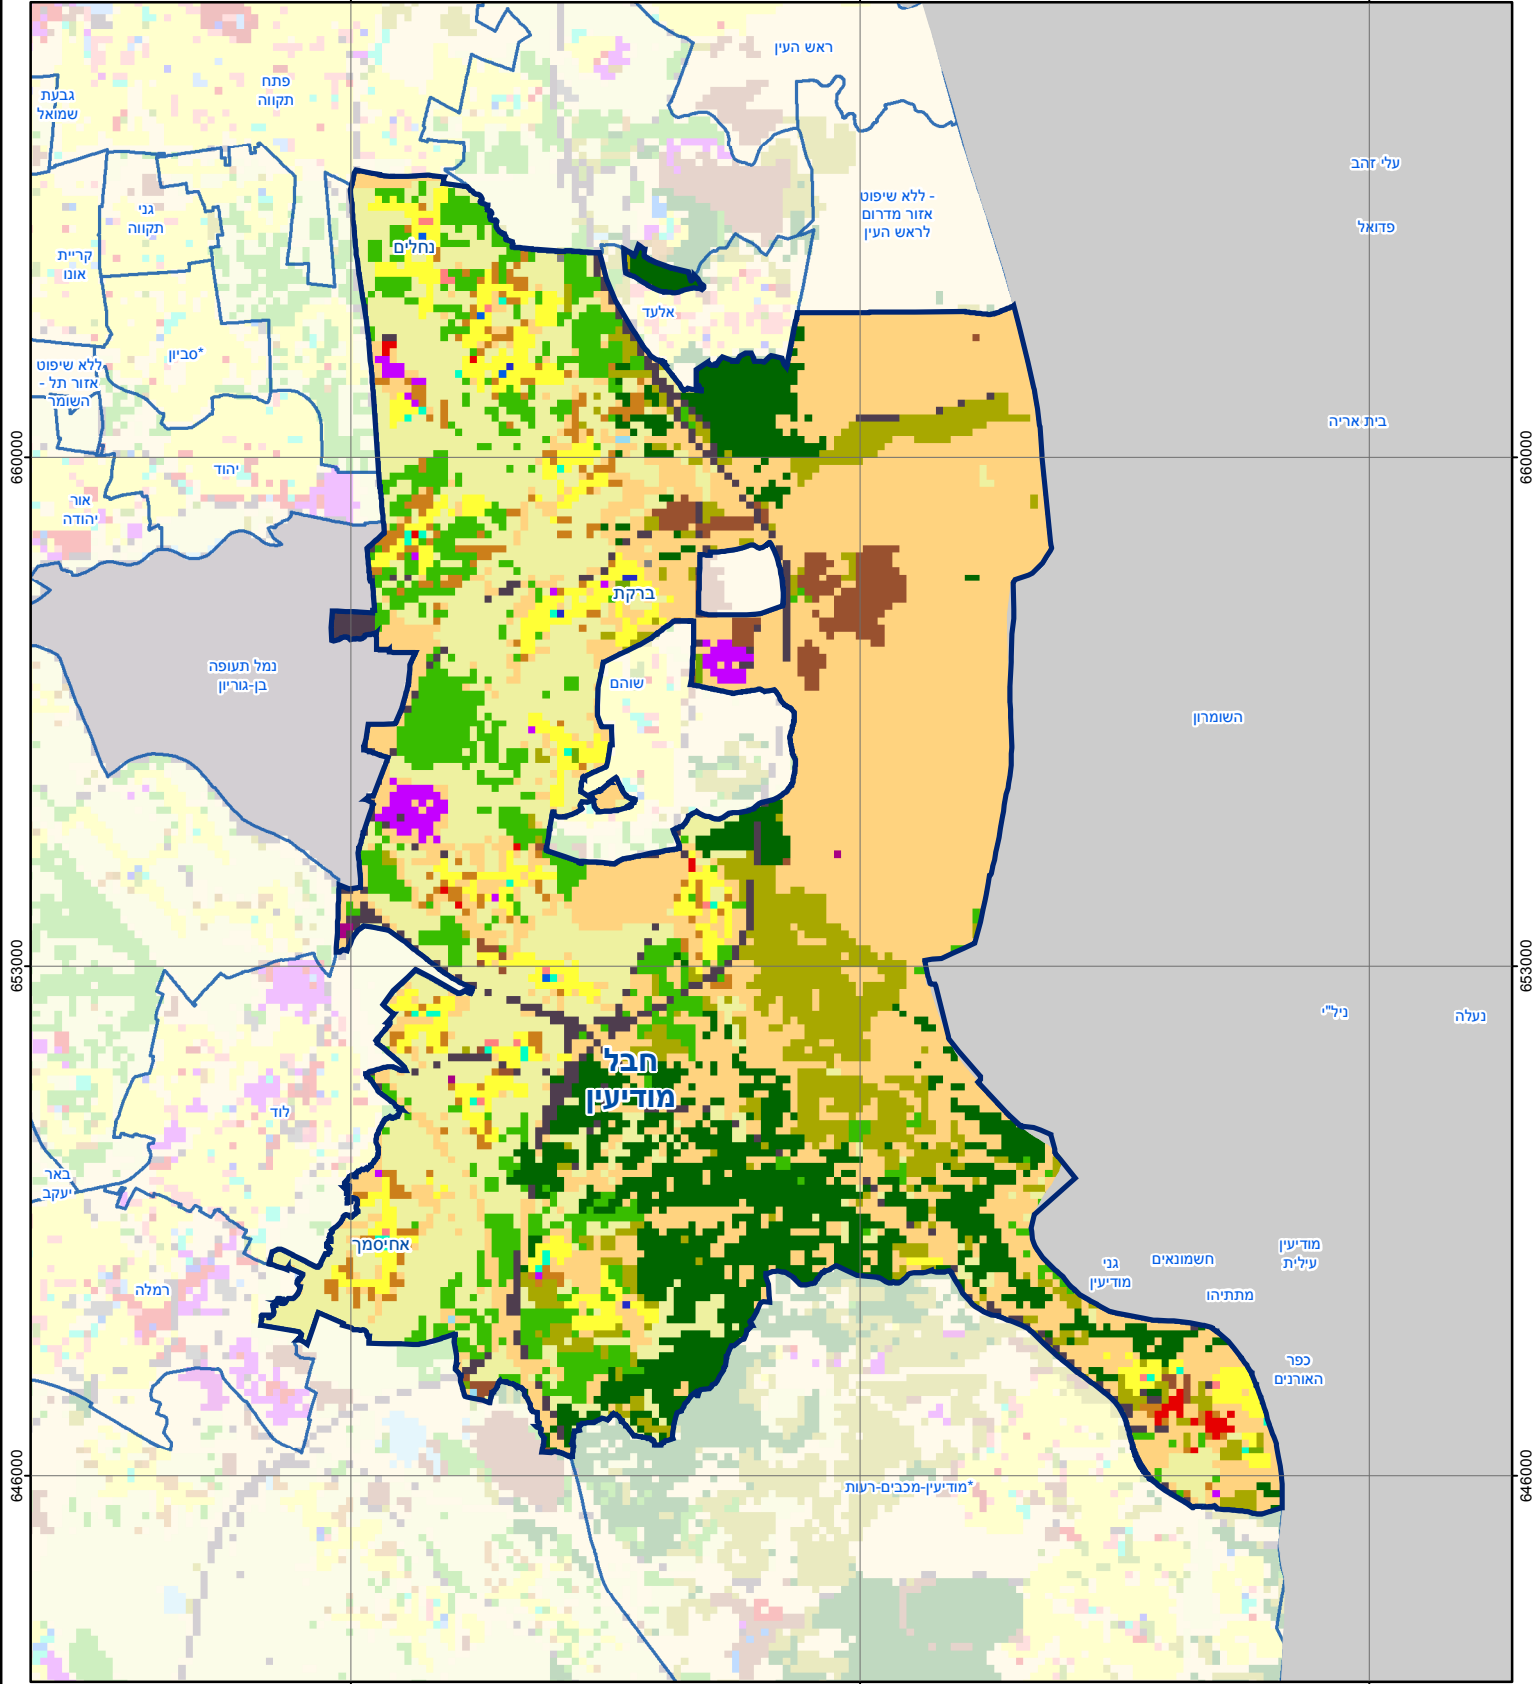 ראש העין
פתח
תקווה
גבעת
שמואל
עלי זהב
- ללא שיפוט
אזור מדרום
לראש העין
גני
תקווה
פדואל
נחלים
קריית
אונו
אלעד
*סביון
ללא שיפוט
אזור תל -
השומר
בית אריה
660000
660000
יהוד
אור
יהודה
ברקת
נמל תעופה
בן-גוריון
שוהם
השומרון
653000
653000
ניל"י
נעלה
חבל
מודיעין
לוד
באר
יעקב
אחיסמך
מודיעין
עילית
חשמונאים
גני
מודיעין
רמלה
מתתיהו
כפר
האורנים
646000
646000
*מודיעין-מכבים-רעות